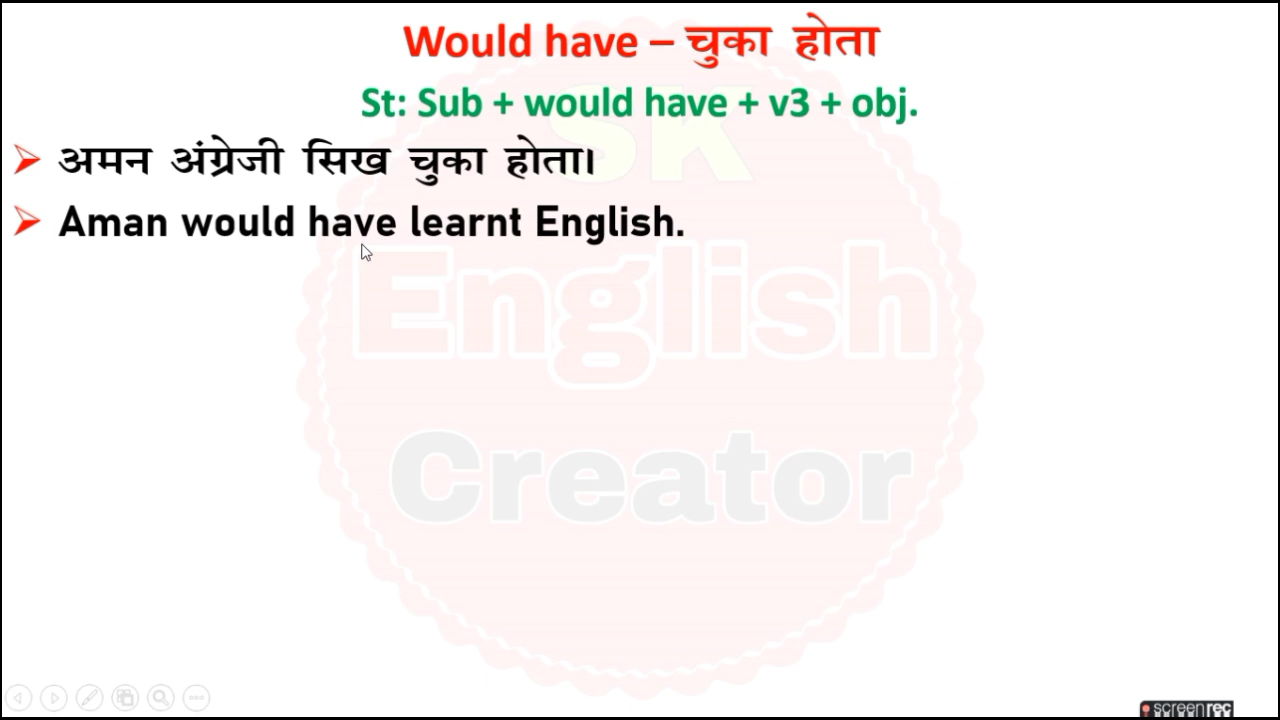 Would have – चुका होता
St: Sub + would have + v3 + obj.
अमन अंग्रेजी सिख चुका होता।
Aman would have learnt English.
SK
English
Creator
screenrec